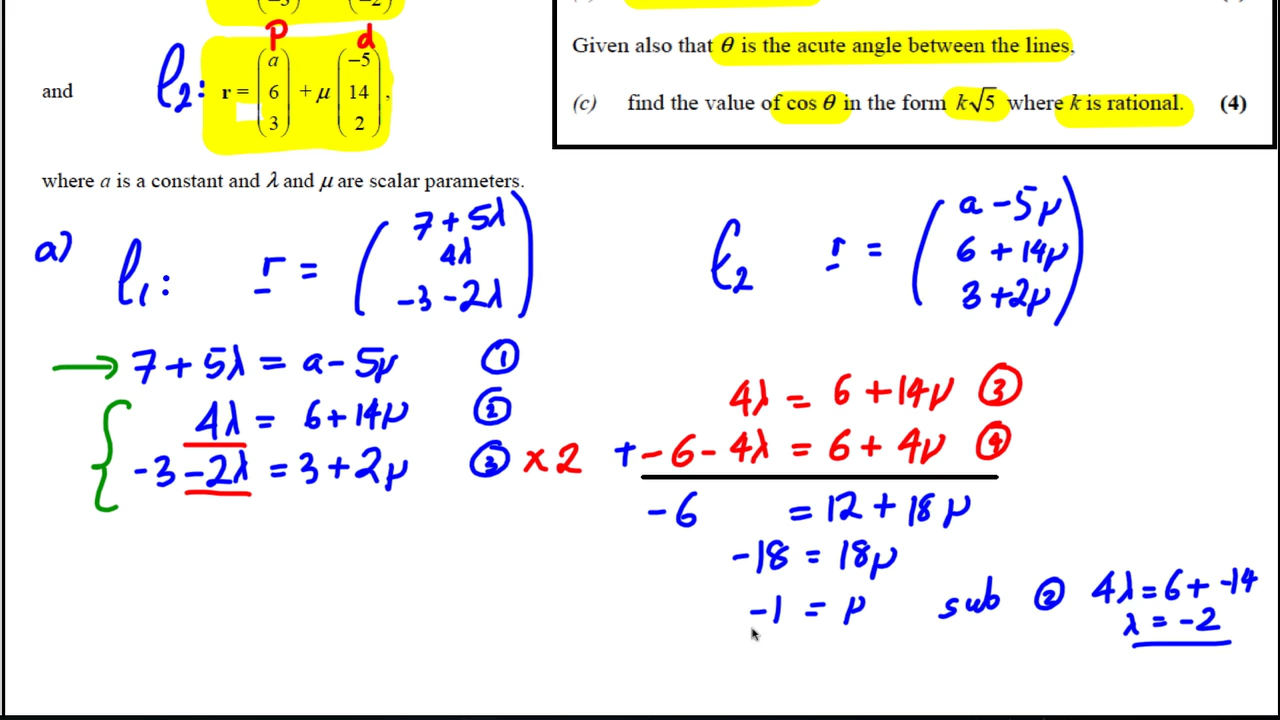 (-3) (-2)
P d
ℓ2: r = (a 6 3) + μ (-5 14 2),
and
where a is a constant and λ and μ are scalar parameters.
Given also that θ is the acute angle between the lines,
(c) find the value of cos θ in the form k√5 where k is rational. (4)
a) ℓ1: r = (7 + 5λ 4λ -3 - 2λ)
ℓ2 r = (a - 5μ 6 + 14μ 3 + 2μ)
→ 7 + 5λ = a - 5μ ①
4λ = 6 + 14μ ②
-3 - 2λ = 3 + 2μ ③ × 2
4λ = 6 + 14μ ③
+ -6 - 4λ = 6 + 4μ ④
-6 = 12 + 18μ
-18 = 18μ
-1 = μ sub ② 4λ = 6 + -14
λ = -2